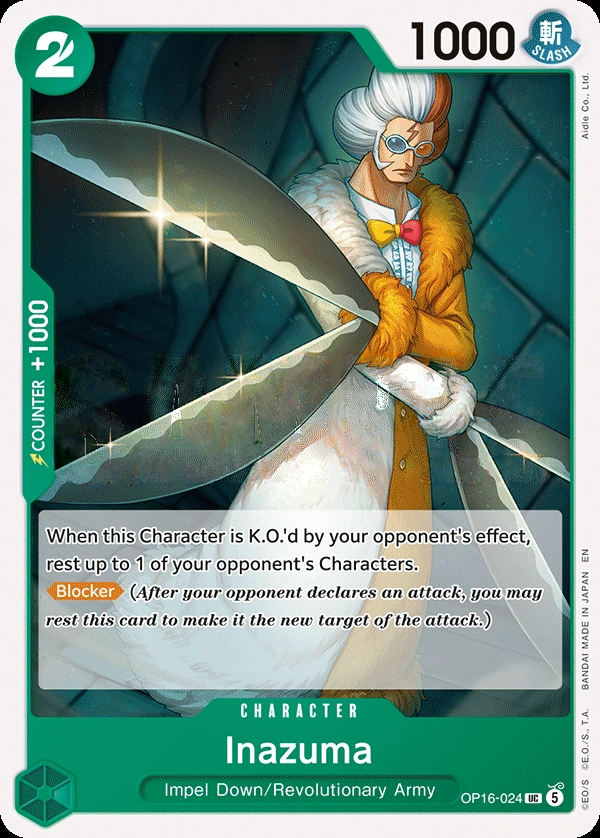 2
1000
斬
SLASH
Aidle Co., Ltd.
COUNTER +1000
When this Character is K.O.'d by your opponent's effect,
rest up to 1 of your opponent's Characters.
Blocker (After your opponent declares an attack, you may
rest this card to make it the new target of the attack.)
CHARACTER
Inazuma
Impel Down/Revolutionary Army
OP16-024 UC 5
©E.O/S ©E.O./S., T.A. BANDAI MADE IN JAPAN EN